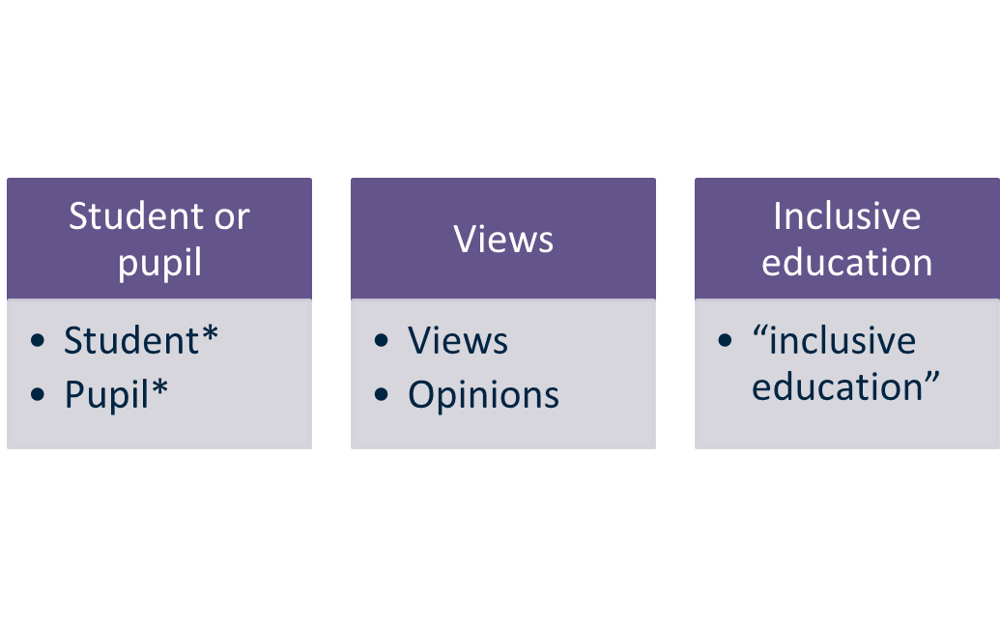 Student or
pupil
• Student*
• Pupil*
Views
• Views
• Opinions
Inclusive
education
• “inclusive
education”